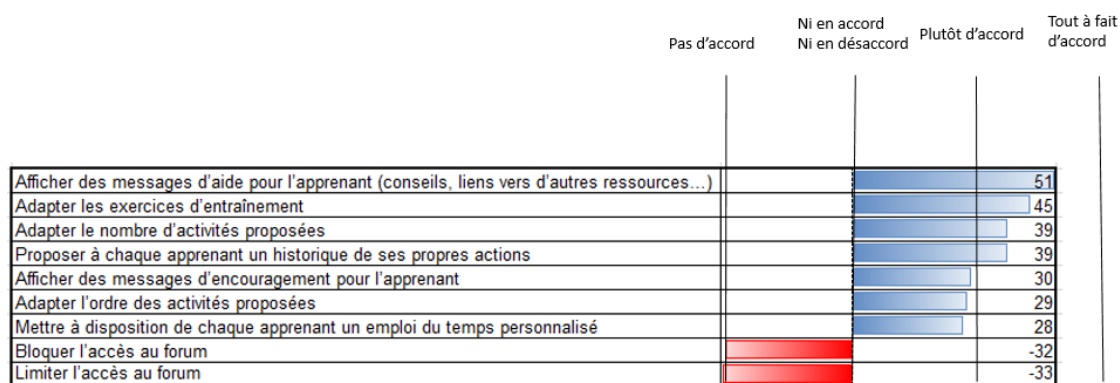 Pas d'accord
Ni en accord
Ni en désaccord
Plutôt d'accord
Tout à fait
d'accord
Afficher des messages d'aide pour l'apprenant (conseils, liens vers d'autres ressources...) 51
Adapter les exercices d'entraînement 45
Adapter le nombre d'activités proposées 39
Proposer à chaque apprenant un historique de ses propres actions 39
Afficher des messages d'encouragement pour l'apprenant 30
Adapter l'ordre des activités proposées 29
Mettre à disposition de chaque apprenant un emploi du temps personnalisé 28
Bloquer l'accès au forum -32
Limiter l'accès au forum -33